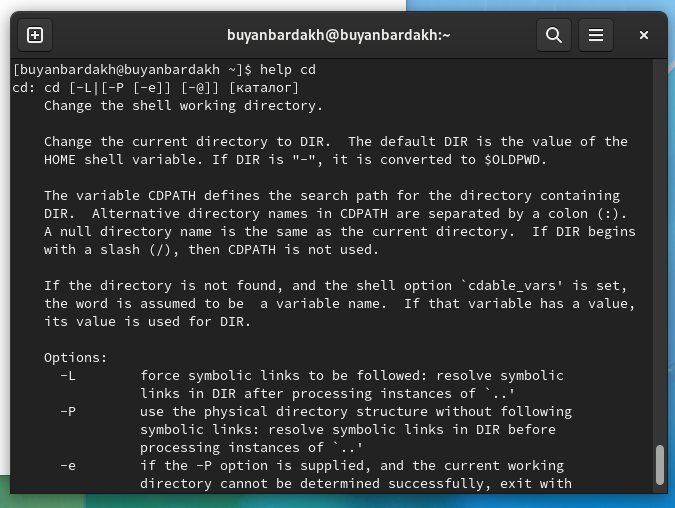 buyanbardakh@buyanbardakh:~
[buyanbardakh@buyanbardakh ~]$ help cd
cd: cd [-L|[-P [-e]] [-@]] [каталог]
Change the shell working directory.
Change the current directory to DIR.  The default DIR is the value of the
HOME shell variable. If DIR is "-", it is converted to $OLDPWD.
The variable CDPATH defines the search path for the directory containing
DIR.  Alternative directory names in CDPATH are separated by a colon (:).
A null directory name is the same as the current directory.  If DIR begins
with a slash (/), then CDPATH is not used.
If the directory is not found, and the shell option `cdable_vars' is set,
the word is assumed to be  a variable name.  If that variable has a value,
its value is used for DIR.
Options:
-L        force symbolic links to be followed: resolve symbolic
links in DIR after processing instances of `..'
-P        use the physical directory structure without following
symbolic links: resolve symbolic links in DIR before
processing instances of `..'
-e        if the -P option is supplied, and the current working
directory cannot be determined successfully, exit with